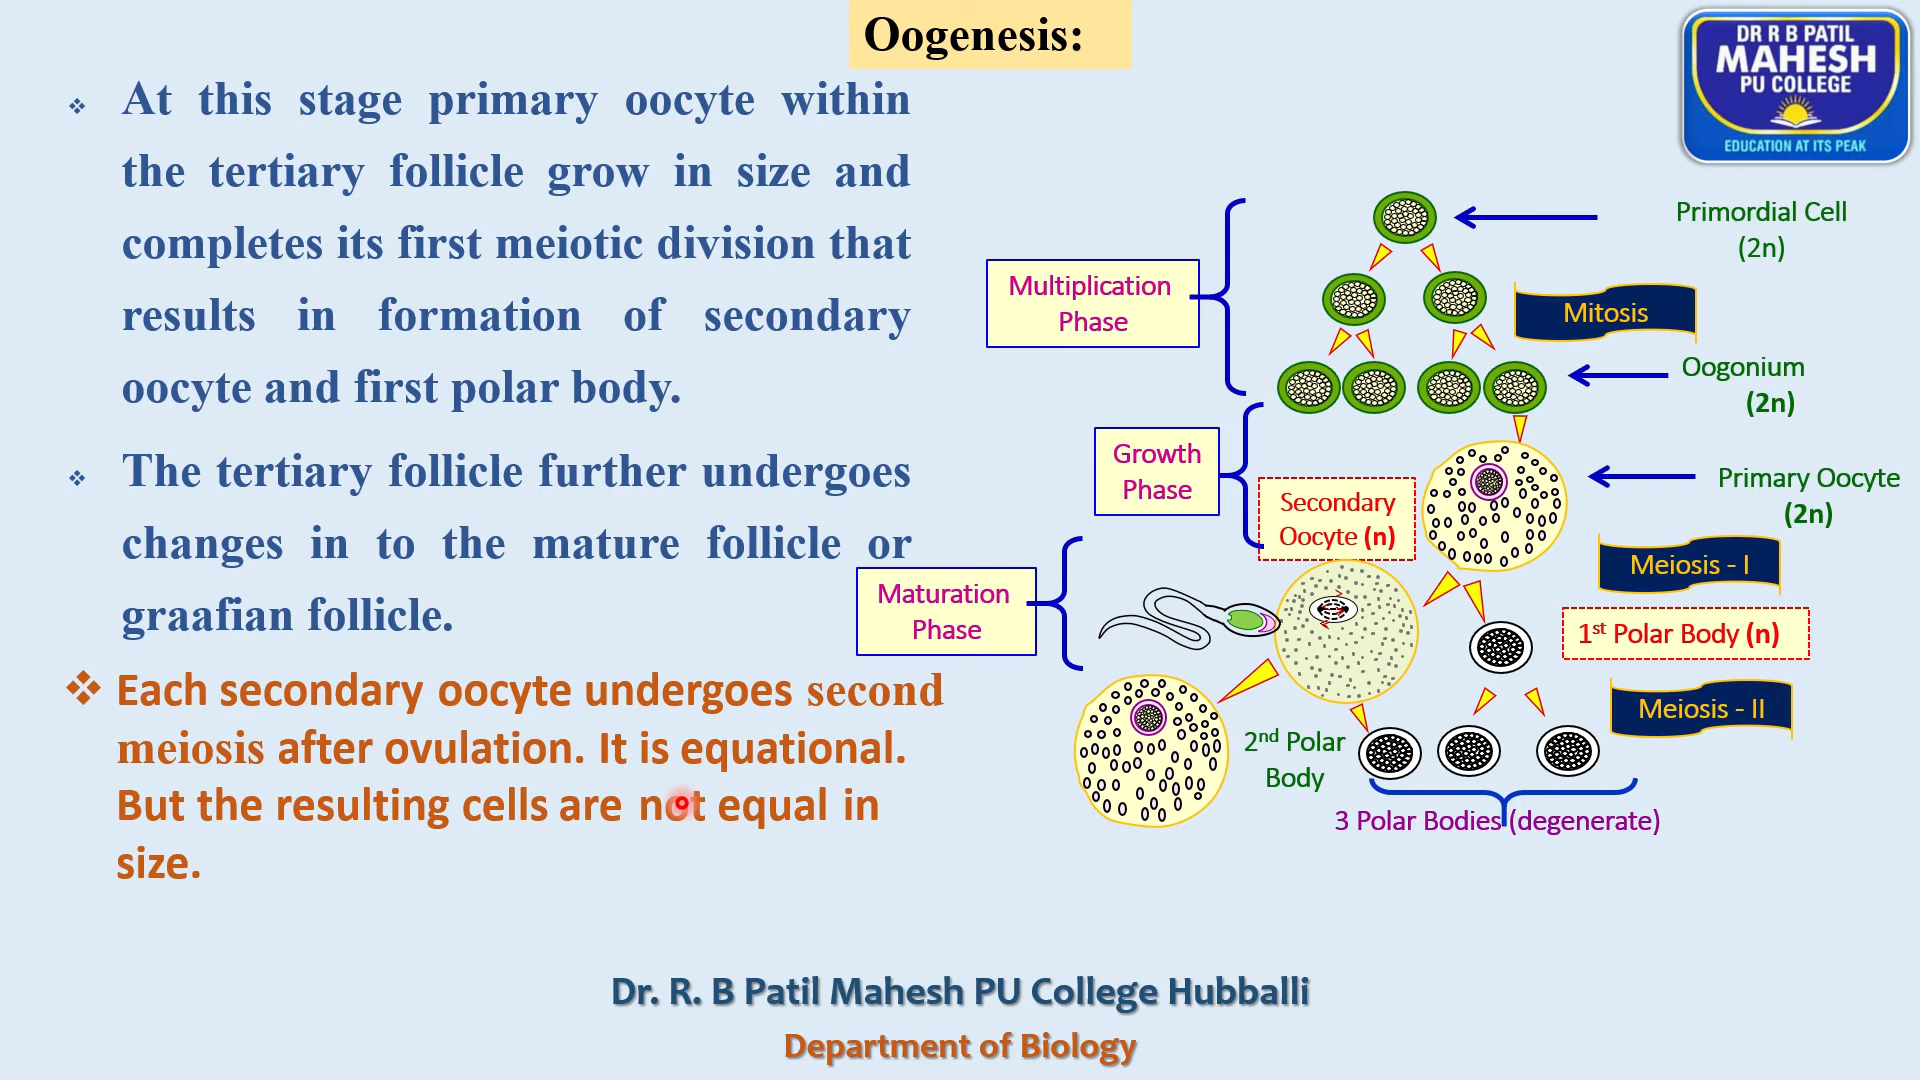 Oogenesis:
DR R B PATIL
MAHESH
PU COLLEGE
EDUCATION AT ITS PEAK
❖ At this stage primary oocyte within
the tertiary follicle grow in size and
completes its first meiotic division that
results in formation of secondary
oocyte and first polar body.
❖ The tertiary follicle further undergoes
changes in to the mature follicle or
graafian follicle.
❖ Each secondary oocyte undergoes second
meiosis after ovulation. It is equational.
But the resulting cells are not equal in
size.
Primordial Cell
(2n)
Multiplication
Phase
Mitosis
Oogonium
(2n)
Growth
Phase
Secondary
Oocyte (n)
Primary Oocyte
(2n)
Meiosis - I
Maturation
Phase
1st Polar Body (n)
Meiosis - II
2nd Polar
Body
3 Polar Bodies (degenerate)
Dr. R. B Patil Mahesh PU College Hubballi
Department of Biology